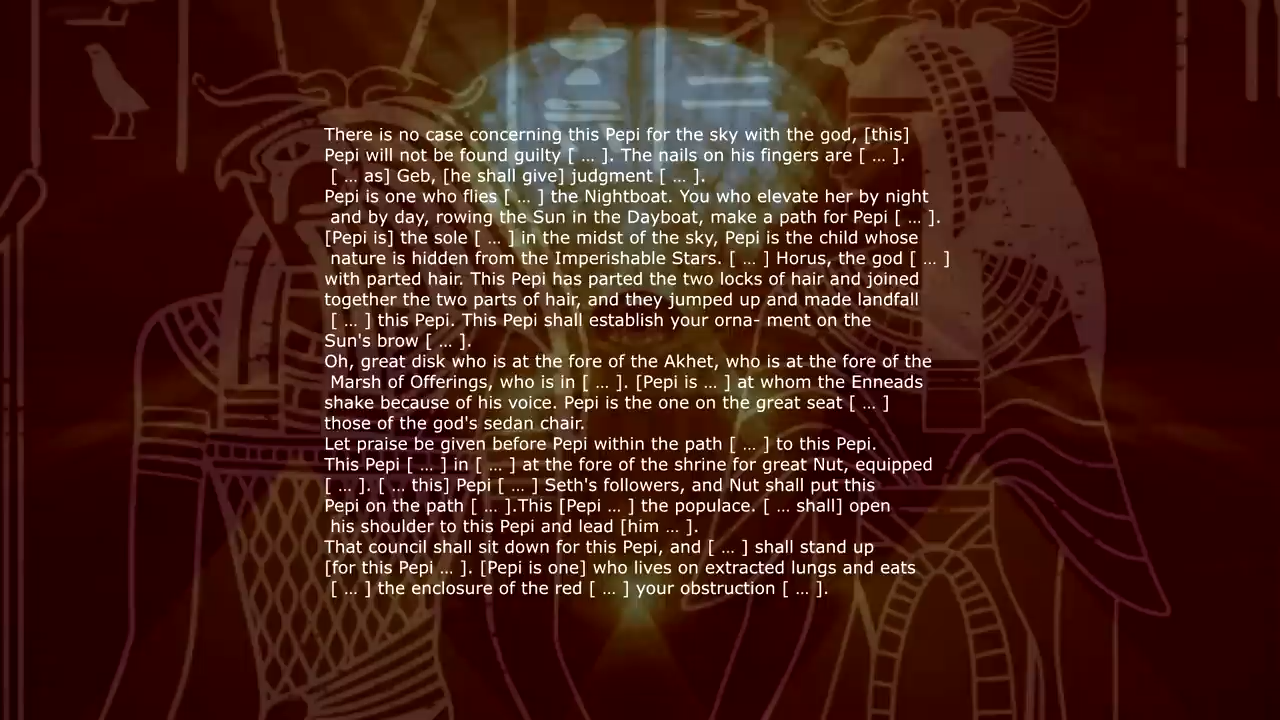 There is no case concerning this Pepi for the sky with the god, [this]
Pepi will not be found guilty [ ... ]. The nails on his fingers are [ ... ].
[ ... as] Geb, [he shall give] judgment [ ... ].
Pepi is one who flies [ ... ] the Nightboat. You who elevate her by night
and by day, rowing the Sun in the Dayboat, make a path for Pepi [ ... ].
[Pepi is] the sole [ ... ] in the midst of the sky, Pepi is the child whose
nature is hidden from the Imperishable Stars. [ ... ] Horus, the god [ ... ]
with parted hair. This Pepi has parted the two locks of hair and joined
together the two parts of hair, and they jumped up and made landfall
[ ... ] this Pepi. This Pepi shall establish your orna- ment on the
Sun's brow [ ... ].
Oh, great disk who is at the fore of the Akhet, who is at the fore of the
Marsh of Offerings, who is in [ ... ]. [Pepi is ... ] at whom the Enneads
shake because of his voice. Pepi is the one on the great seat [ ... ]
those of the god's sedan chair.
Let praise be given before Pepi within the path [ ... ] to this Pepi.
This Pepi [ ... ] in [ ... ] at the fore of the shrine for great Nut, equipped
[ ... ]. [ ... this] Pepi [ ... ] Seth's followers, and Nut shall put this
Pepi on the path [ ... ].This [Pepi ... ] the populace. [ ... shall] open
his shoulder to this Pepi and lead [him ... ].
That council shall sit down for this Pepi, and [ ... ] shall stand up
[for this Pepi ... ]. [Pepi is one] who lives on extracted lungs and eats
[ ... ] the enclosure of the red [ ... ] your obstruction [ ... ].